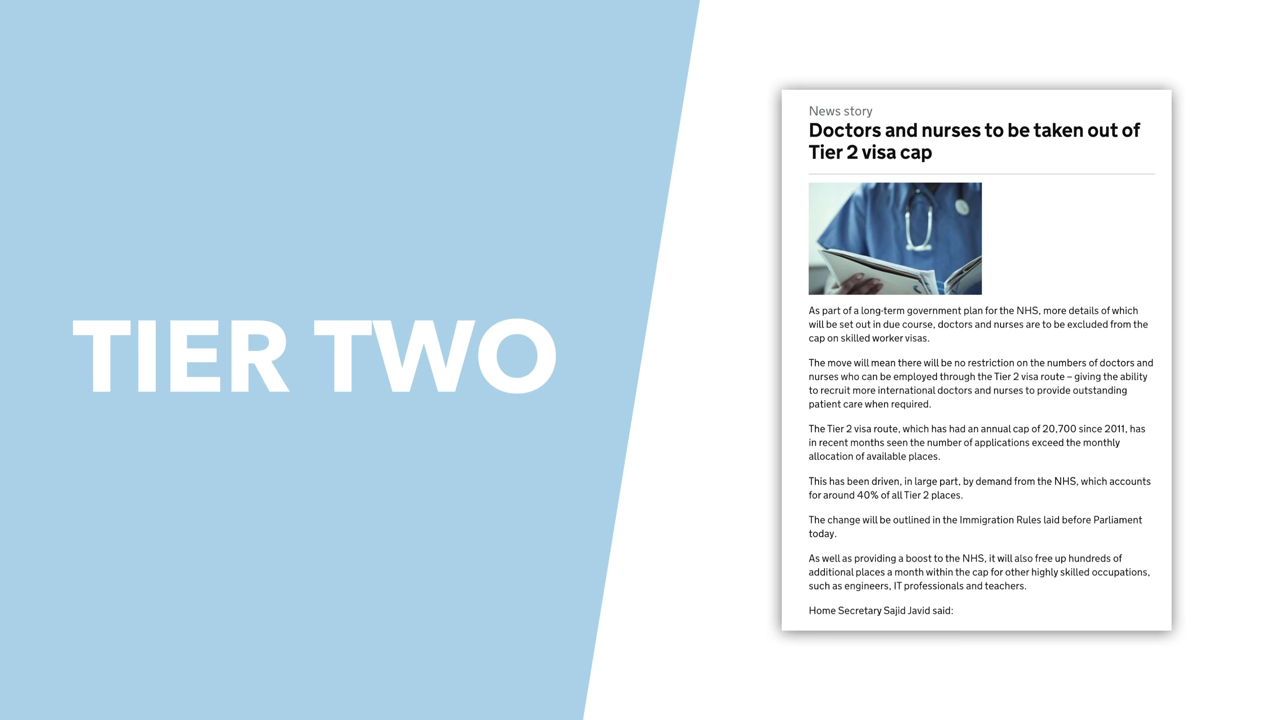 TIER TWO
News story
Doctors and nurses to be taken out of
Tier 2 visa cap
As part of a long-term government plan for the NHS, more details of which
will be set out in due course, doctors and nurses are to be excluded from the
cap on skilled worker visas.
The move will mean there will be no restriction on the numbers of doctors and
nurses who can be employed through the Tier 2 visa route – giving the ability
to recruit more international doctors and nurses to provide outstanding
patient care when required.
The Tier 2 visa route, which has had an annual cap of 20,700 since 2011, has
in recent months seen the number of applications exceed the monthly
allocation of available places.
This has been driven, in large part, by demand from the NHS, which accounts
for around 40% of all Tier 2 places.
The change will be outlined in the Immigration Rules laid before Parliament
today.
As well as providing a boost to the NHS, it will also free up hundreds of
additional places a month within the cap for other highly skilled occupations,
such as engineers, IT professionals and teachers.
Home Secretary Sajid Javid said: